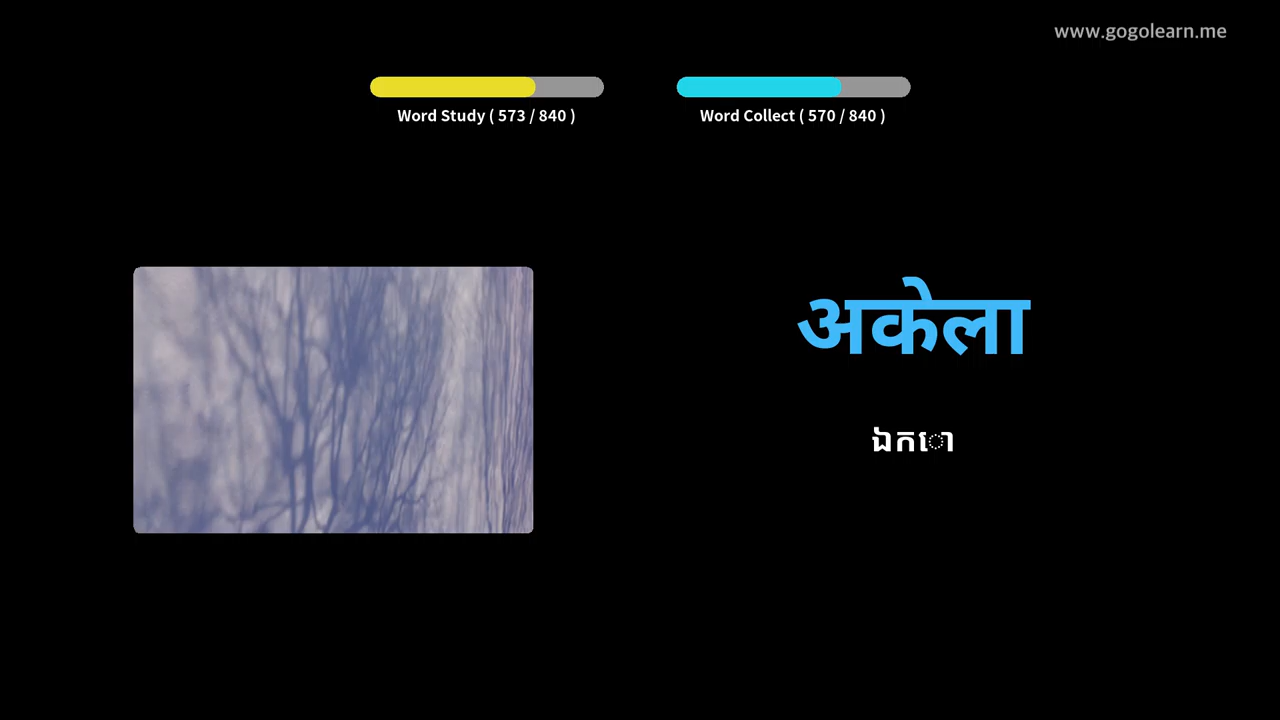 www.gogolearn.me
Word Study ( 573 / 840 )
Word Collect ( 570 / 840 )
अकेला
ឯកោ